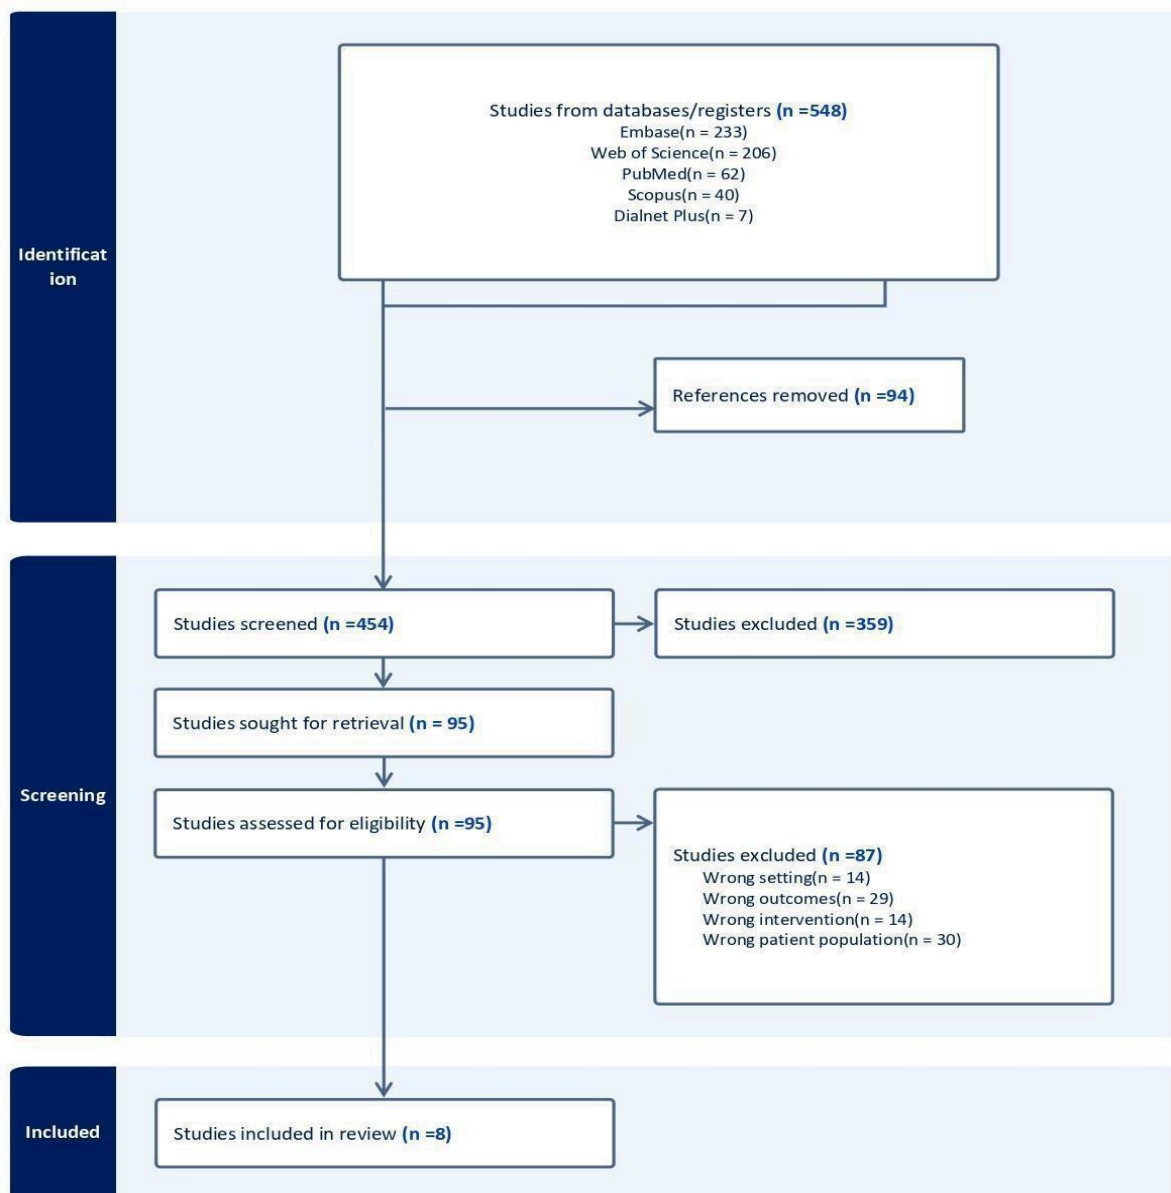 Identificat
ion
Studies from databases/registers (n =548)
Embase(n = 233)
Web of Science(n = 206)
PubMed(n = 62)
Scopus(n = 40)
Dialnet Plus(n = 7)
References removed (n =94)
Screening
Studies screened (n =454)
Studies excluded (n =359)
Studies sought for retrieval (n = 95)
Studies assessed for eligibility (n =95)
Studies excluded (n =87)
Wrong setting(n = 14)
Wrong outcomes(n = 29)
Wrong intervention(n = 14)
Wrong patient population(n = 30)
Included
Studies included in review (n =8)